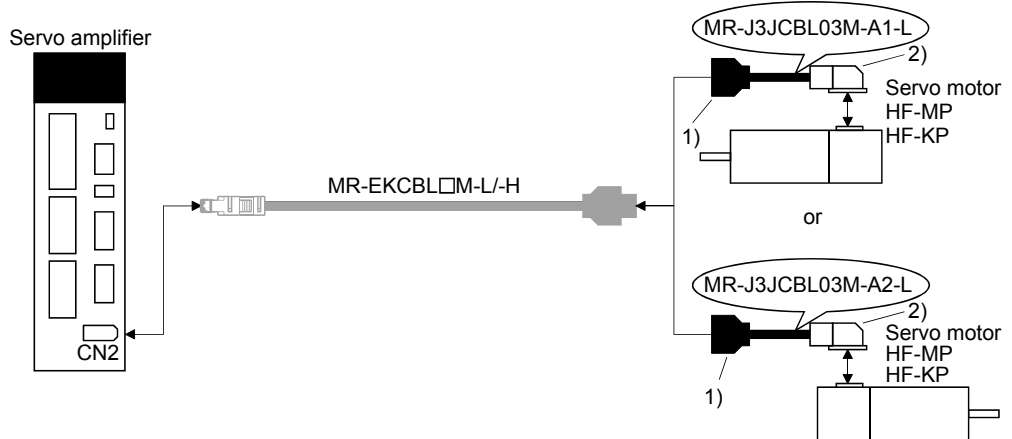 Servo amplifier
CN2
MR-EKCBL□M-L/-H
MR-J3JCBL03M-A1-L
2)
1)
Servo motor
HF-MP
HF-KP
or
MR-J3JCBL03M-A2-L
2)
1)
Servo motor
HF-MP
HF-KP